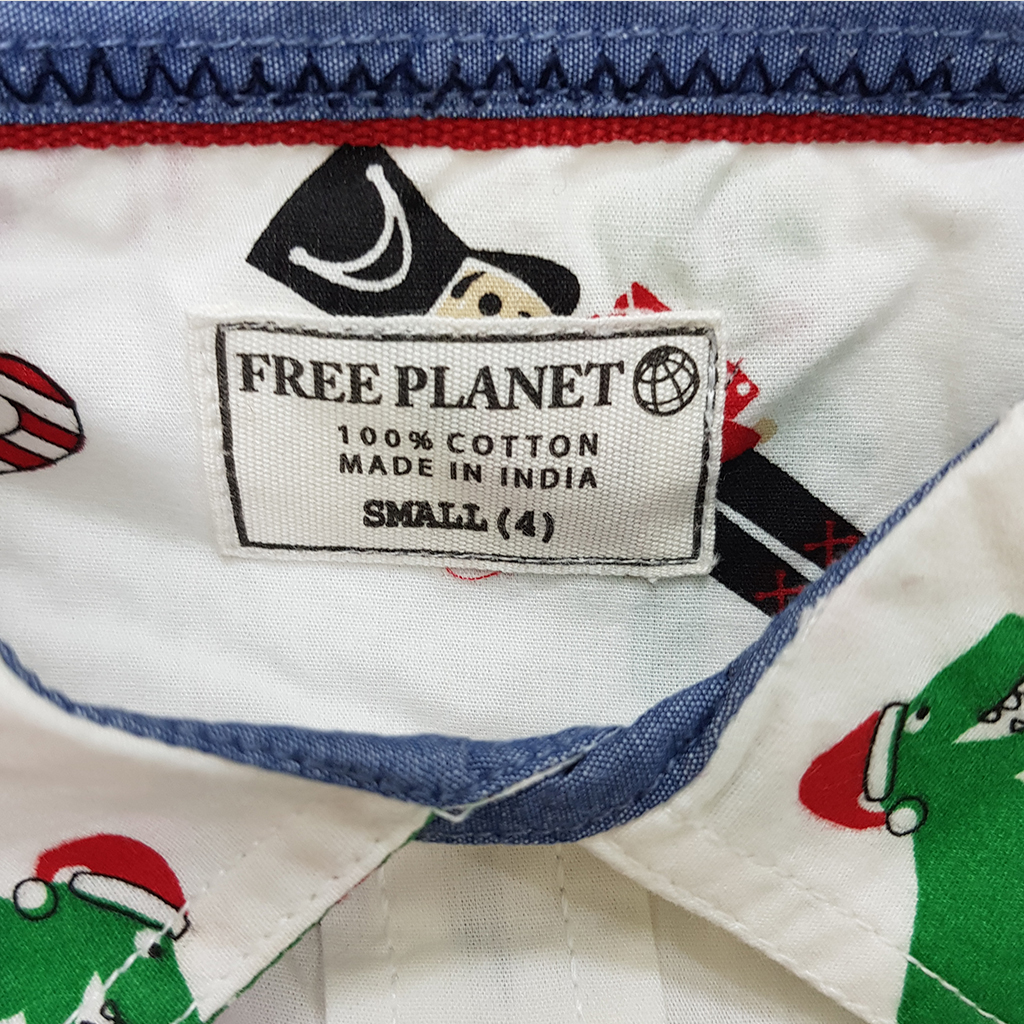 FREE PLANET
100% COTTON
MADE IN INDIA
SMALL (4)